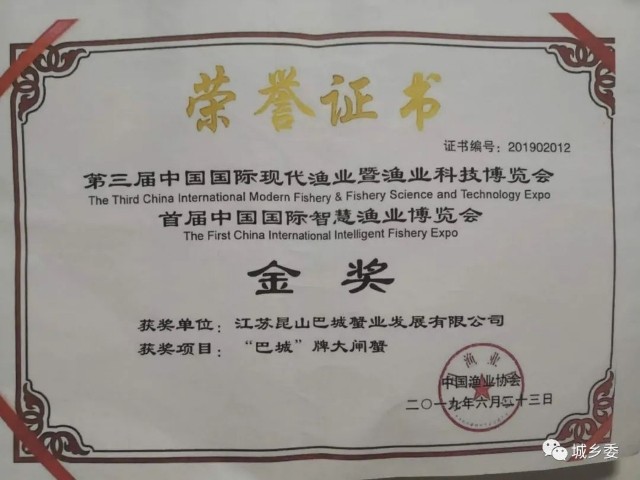 荣誉证书
证书编号：201902012
第三届中国国际现代渔业暨渔业科技博览会
The Third China International Modern Fishery & Fishery Science and Technology Expo
首届中国国际智慧渔业博览会
The First China International Intelligent Fishery Expo
金奖
获奖单位：江苏昆山巴城蟹业发展有限公司
获奖项目：“巴城”牌大闸蟹
中国渔业协会
二〇一九年六月二十三日
城乡委